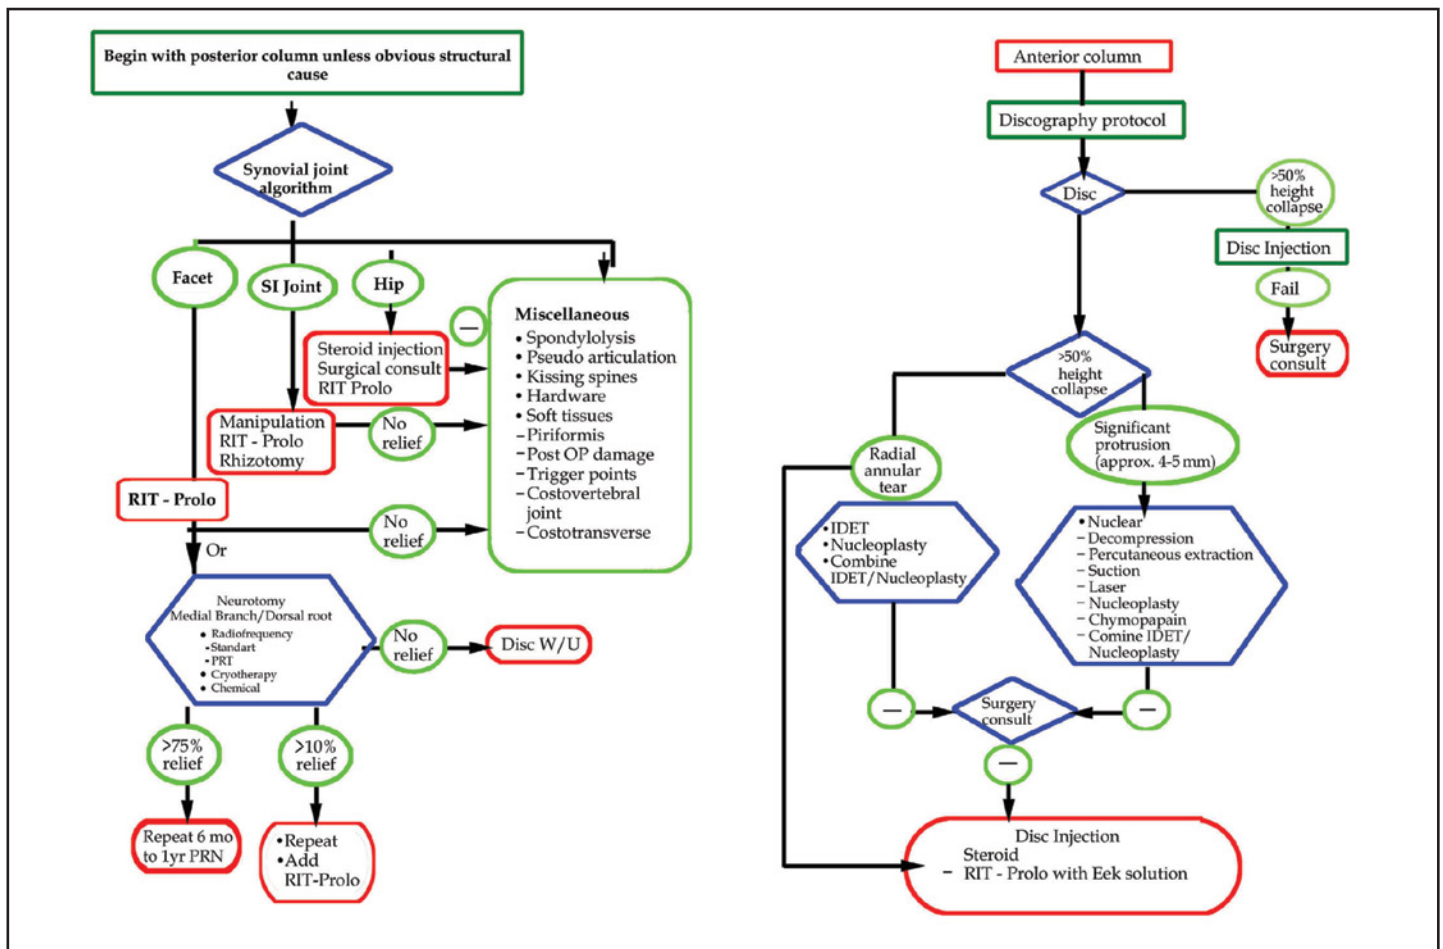 Begin with posterior column unless obvious structural
cause
Synovial joint
algorithm
Facet
SI Joint
Hip
—
Steroid injection
Surgical consult
RIT Prolo
Manipulation
RIT - Prolo
Rhizotomy
No
relief
Miscellaneous
• Spondylolysis
• Pseudo articulation
• Kissing spines
• Hardware
• Soft tissues
– Piriformis
– Post OP damage
– Trigger points
– Costovertebral
joint
– Costotransverse
RIT - Prolo
No
relief
Or
Neurotomy
Medial Branch/Dorsal root
• Radiofrequency
-Standart
-PRT
• Cryotherapy
• Chemical
No
relief
Disc W/U
>75%
relief
>10%
relief
Repeat 6 mo
to 1yr PRN
•Repeat
•Add
RIT-Prolo
Anterior column
Discography protocol
Disc
>50%
height
collapse
Disc Injection
Fail
Surgery
consult
>50%
height
collapse
Radial
annular
tear
Significant
protrusion
(approx. 4-5 mm)
•IDET
•Nucleoplasty
•Combine
IDET/Nucleoplasty
• Nuclear
– Decompression
– Percutaneous extraction
– Suction
– Laser
– Nucleoplasty
– Chymopapain
– Comine IDET/
Nucleoplasty
—
Surgery
consult
—
—
Disc Injection
Steroid
– RIT - Prolo with Eek solution